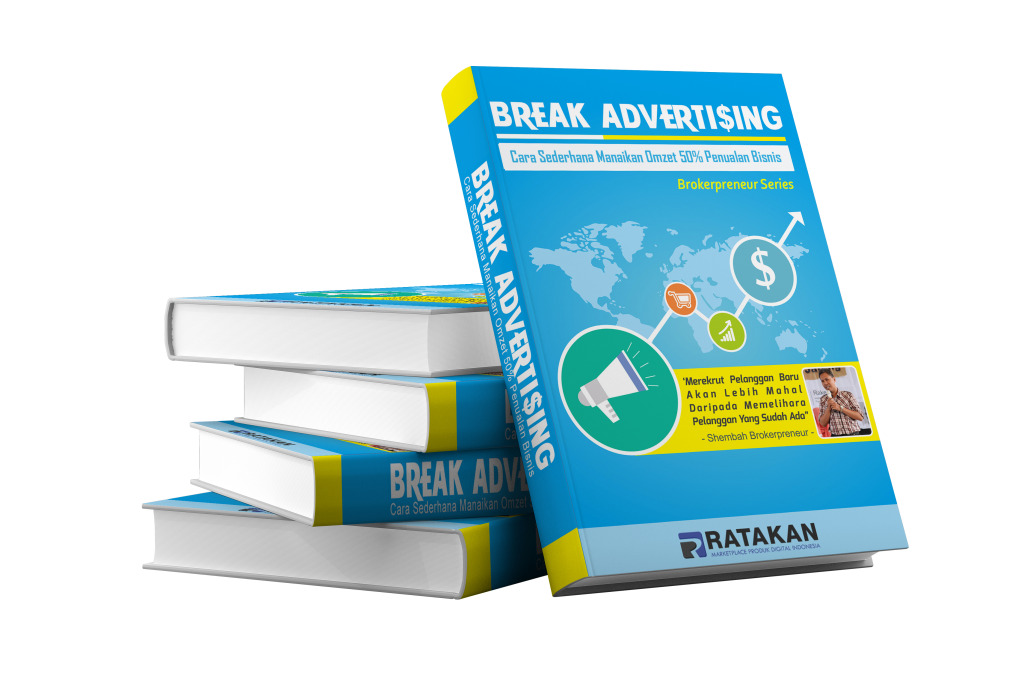 BREAK ADVERTI$ING
Cara Sederhana Manaikan Omzet 50% Penualan Bisnis
Brokerpreneur Series
"Merekrut Pelanggan Baru
Akan Lebih Mahal
Daripada Memelihara
Pelanggan Yang Sudah Ada"
- Shembah Brokerpreneur -
RATAKAN
MARKETPLACE PRODUK DIGITAL INDONESIA
BREAK ADVERTI$ING
Cara Sederhana Manaikan Omzet 50% Penualan Bisnis
BREAK ADVE
Cara Sederhana Manaikan Omzet